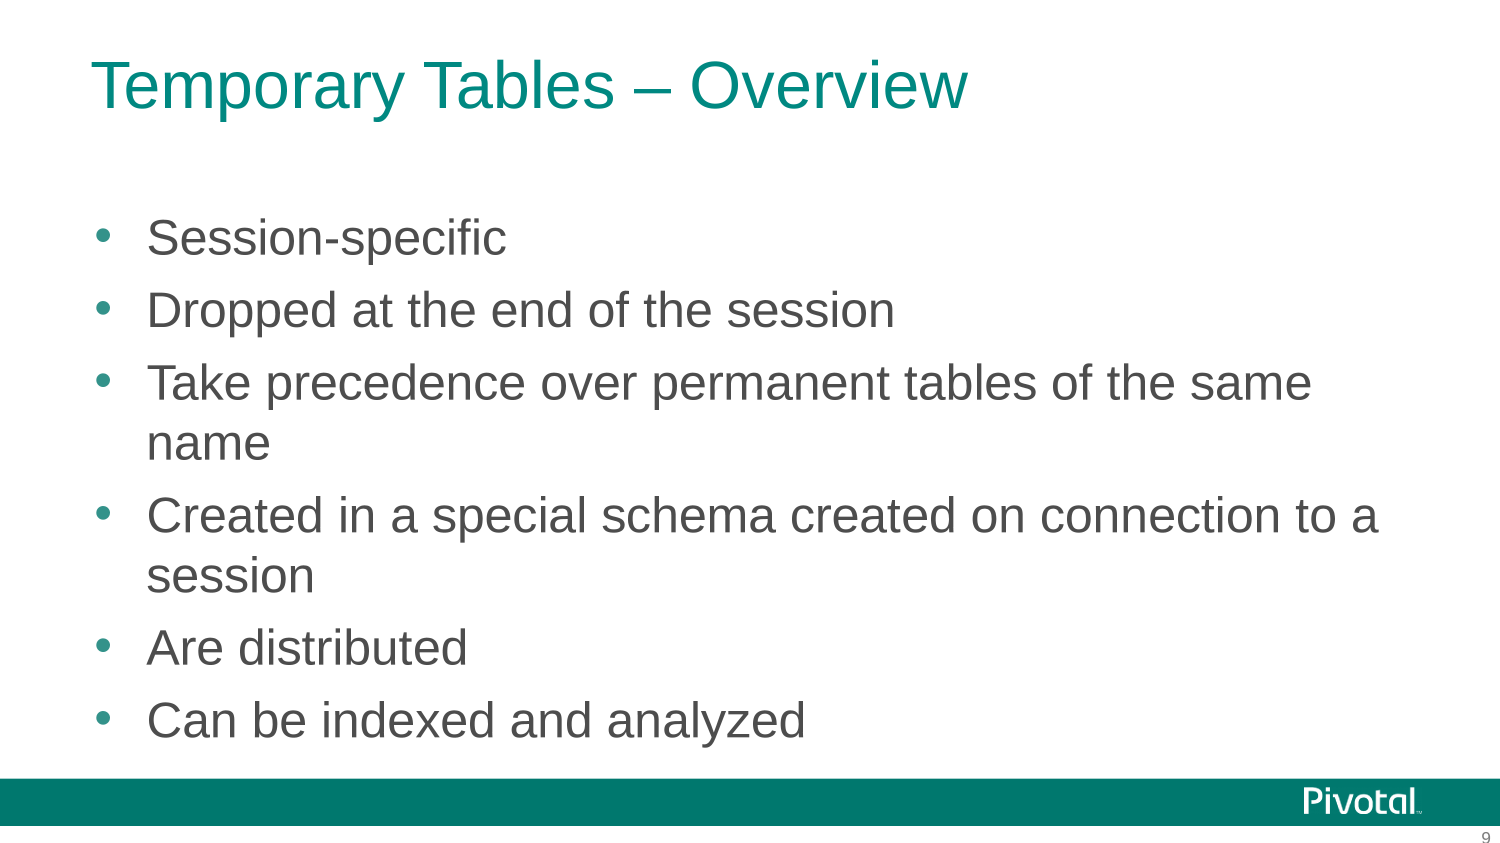 Temporary Tables – Overview
• Session-specific
• Dropped at the end of the session
• Take precedence over permanent tables of the same
name
• Created in a special schema created on connection to a
session
• Are distributed
• Can be indexed and analyzed
Pivotal™
9